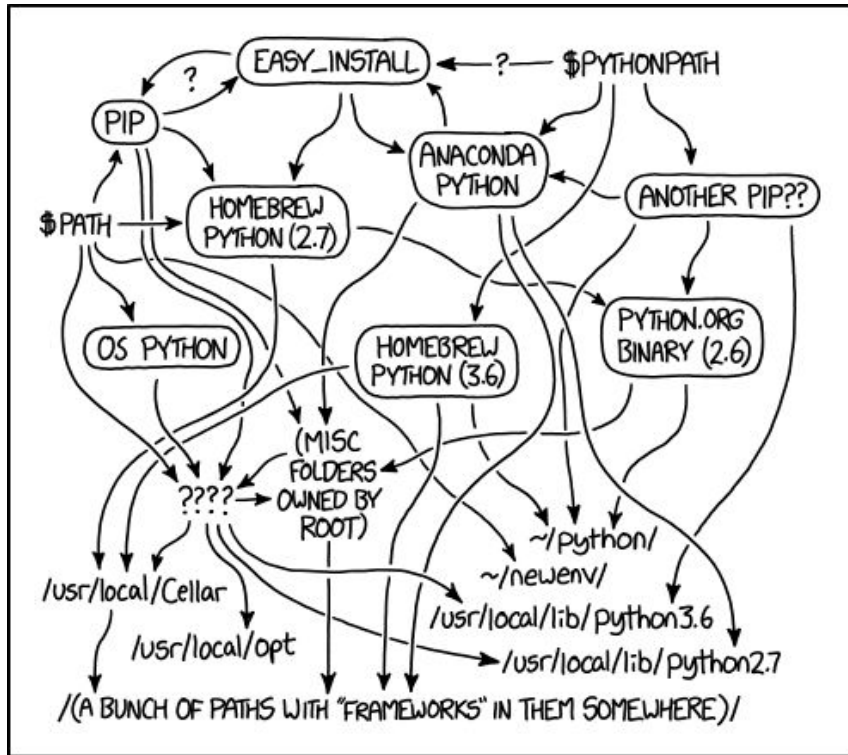 EASY_INSTALL
?
$PYTHONPATH
?
PIP
ANACONDA
PYTHON
ANOTHER PIP??
HOMEBREW
PYTHON (2.7)
$PATH
OS PYTHON
HOMEBREW
PYTHON (3.6)
PYTHON.ORG
BINARY (2.6)
(MISC
FOLDERS
OWNED BY
ROOT)
????
~/python/
~/newenv/
/usr/local/Cellar
/usr/local/lib/python3.6
/usr/local/opt
/usr/local/lib/python2.7
/(A BUNCH OF PATHS WITH "FRAMEWORKS" IN THEM SOMEWHERE)/